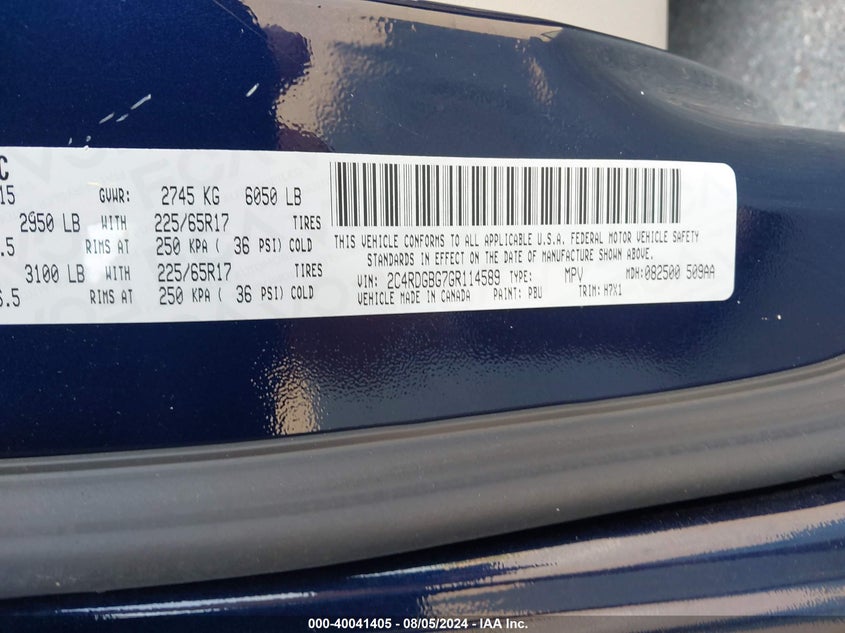 C
15 GVWR: 2745 KG 6050 LB
2950 LB WITH 225/65R17 TIRES
.5 RIMS AT 250 KPA ( 36 PSI) COLD
3100 LB WITH 225/65R17 TIRES
6.5 RIMS AT 250 KPA ( 36 PSI) COLD
THIS VEHICLE CONFORMS TO ALL APPLICABLE U.S.A. FEDERAL MOTOR VEHICLE SAFETY
STANDARDS IN EFFECT ON THE DATE OF MANUFACTURE SHOWN ABOVE.
VIN: 2C4RDGBG7GR114589 TYPE: MPV MDH: 082500 509AA
VEHICLE MADE IN CANADA PAINT: PBU TRIM: H7X1
000-40041405 - 08/05/2024 - IAA Inc.